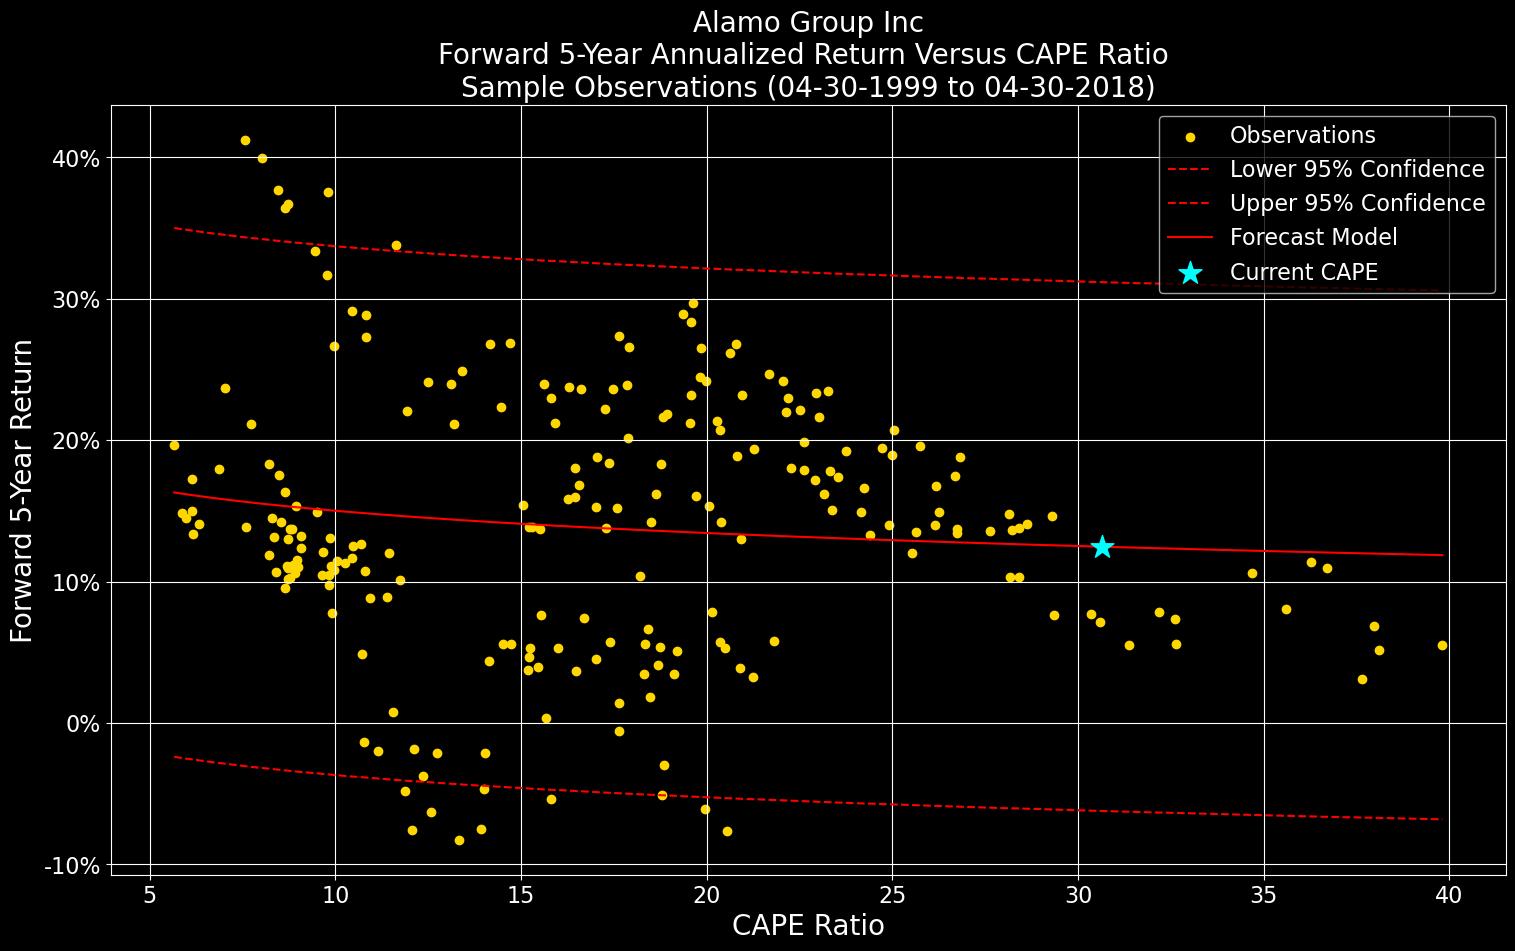 Alamo Group Inc
Forward 5-Year Annualized Return Versus CAPE Ratio
Sample Observations (04-30-1999 to 04-30-2018)
Observations
Lower 95% Confidence
Upper 95% Confidence
Forecast Model
Current CAPE
Forward 5-Year Return
40%
30%
20%
10%
0%
-10%
5 10 15 20 25 30 35 40
CAPE Ratio